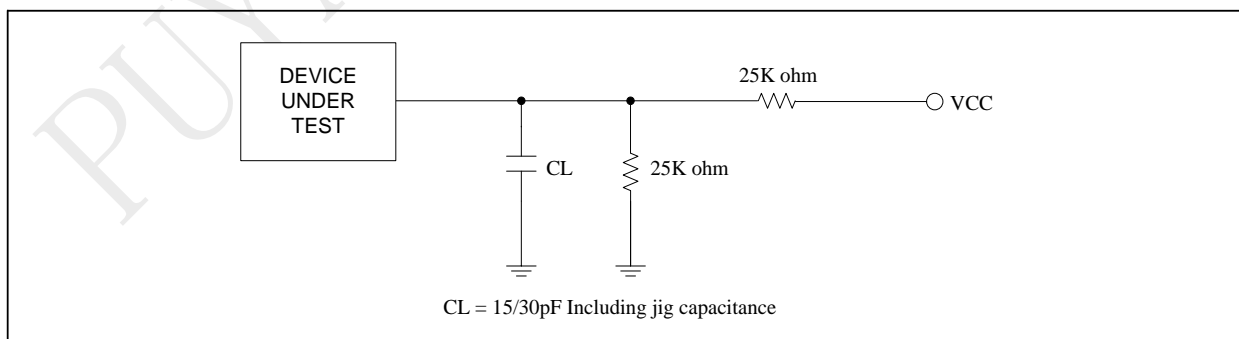 DEVICE
UNDER
TEST
25K ohm
VCC
CL
25K ohm
CL = 15/30pF Including jig capacitance